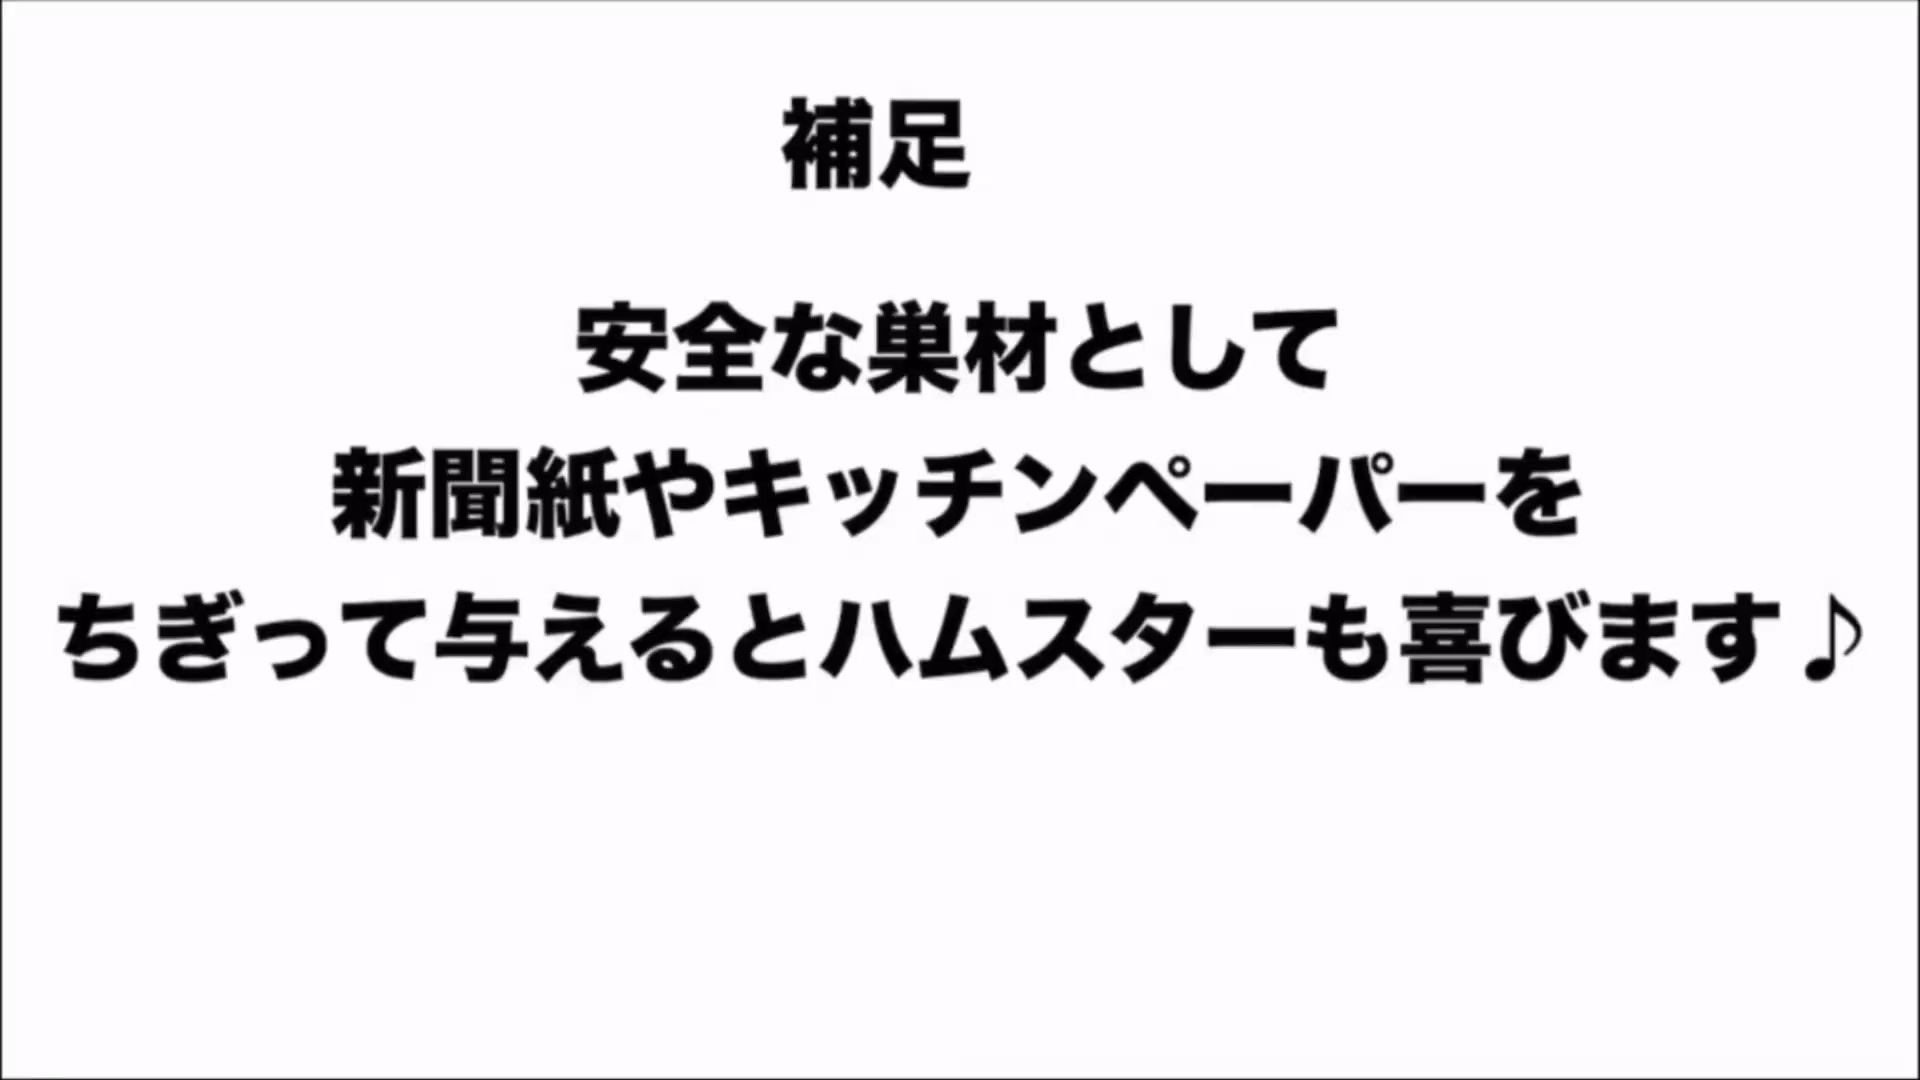 補足
安全な巣材として
新聞紙やキッチンペーパーを
ちぎって与えるとハムスターも喜びます♪